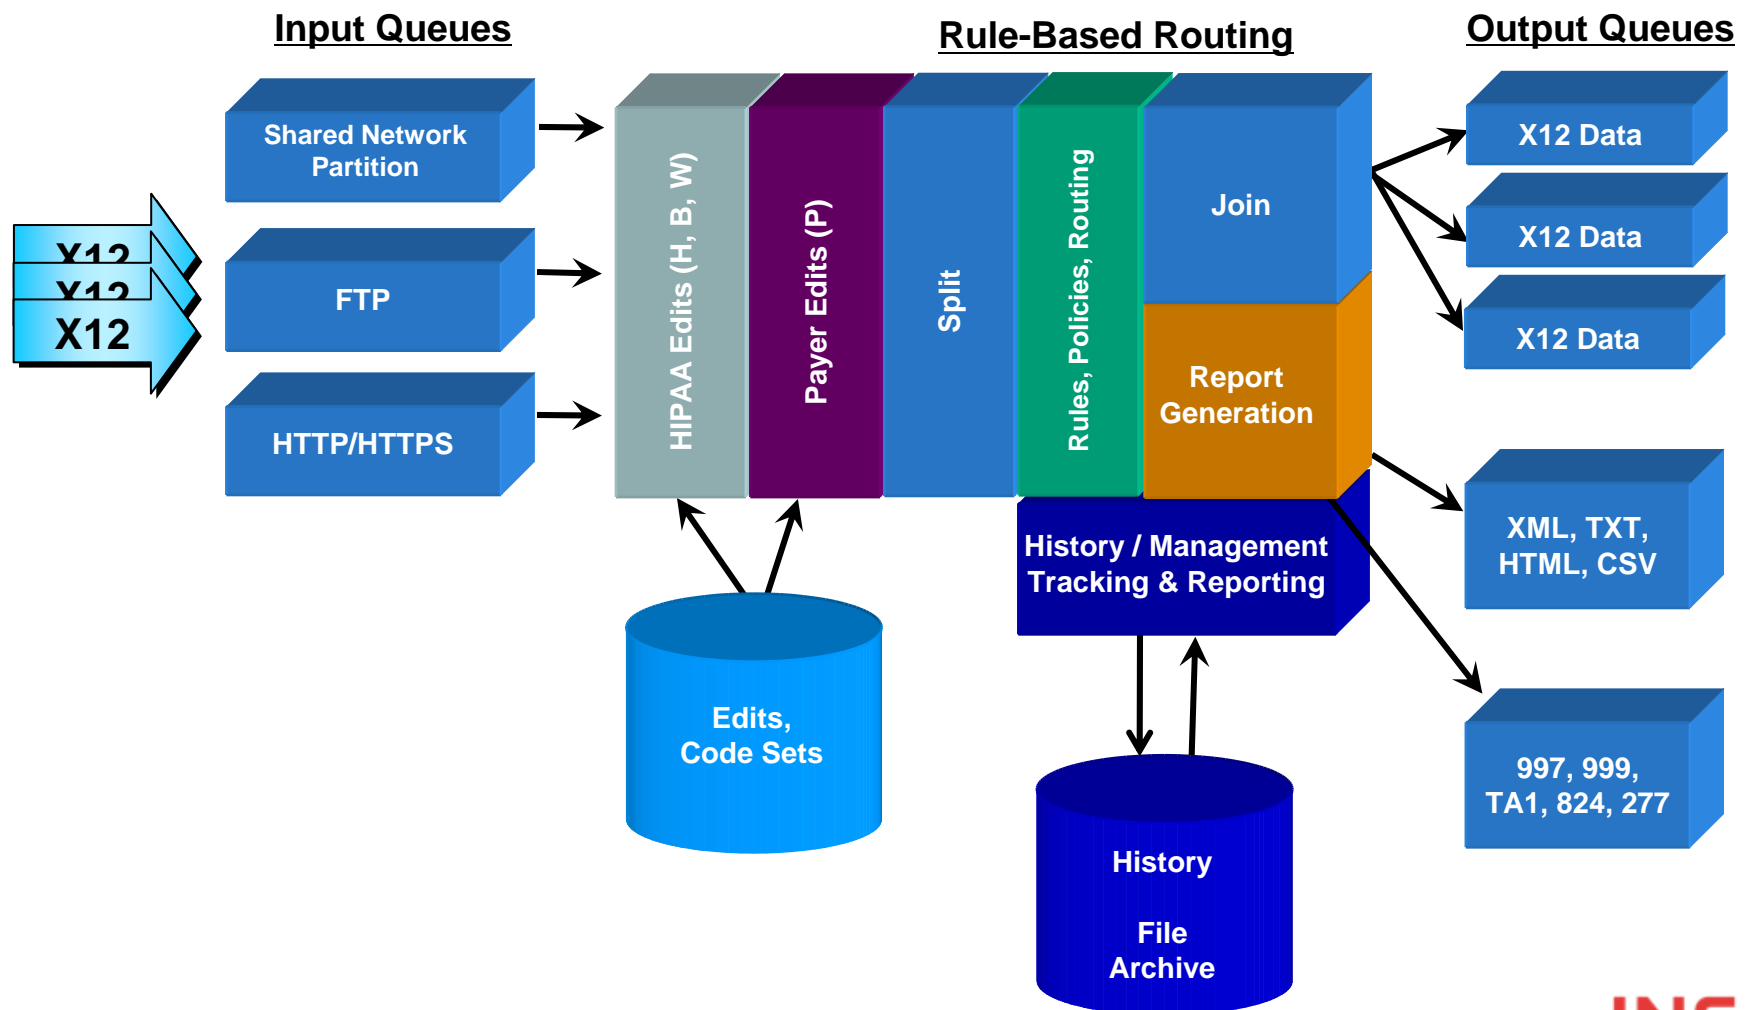 Input Queues
Rule-Based Routing
Output Queues
X12
X12
X12
Shared Network
Partition
FTP
HTTP/HTTPS
HIPAA Edits (H, B, W)
Payer Edits (P)
Split
Rules, Policies, Routing
Join
Report
Generation
History / Management
Tracking & Reporting
Edits,
Code Sets
History
File
Archive
X12 Data
X12 Data
X12 Data
XML, TXT,
HTML, CSV
997, 999,
TA1, 824, 277